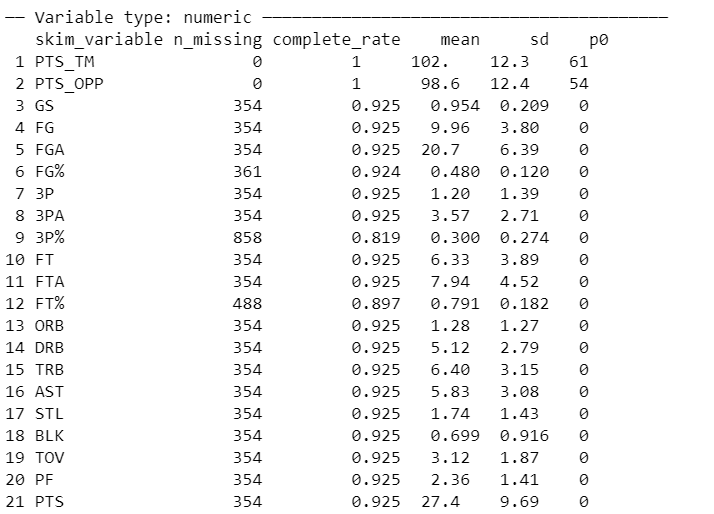 ── Variable type: numeric ──────────────────────────────────────
   skim_variable n_missing complete_rate    mean     sd    p0
 1 PTS_TM                0         1     102.    12.3    61
 2 PTS_OPP               0         1      98.6   12.4    54
 3 GS                  354         0.925   0.954  0.209   0
 4 FG                  354         0.925   9.96   3.80    0
 5 FGA                 354         0.925  20.7    6.39    0
 6 FG%                 361         0.924   0.480  0.120   0
 7 3P                  354         0.925   1.20   1.39    0
 8 3PA                 354         0.925   3.57   2.71    0
 9 3P%                 858         0.819   0.300  0.274   0
10 FT                  354         0.925   6.33   3.89    0
11 FTA                 354         0.925   7.94   4.52    0
12 FT%                 488         0.897   0.791  0.182   0
13 ORB                 354         0.925   1.28   1.27    0
14 DRB                 354         0.925   5.12   2.79    0
15 TRB                 354         0.925   6.40   3.15    0
16 AST                 354         0.925   5.83   3.08    0
17 STL                 354         0.925   1.74   1.43    0
18 BLK                 354         0.925   0.699  0.916   0
19 TOV                 354         0.925   3.12   1.87    0
20 PF                  354         0.925   2.36   1.41    0
21 PTS                 354         0.925  27.4    9.69    0